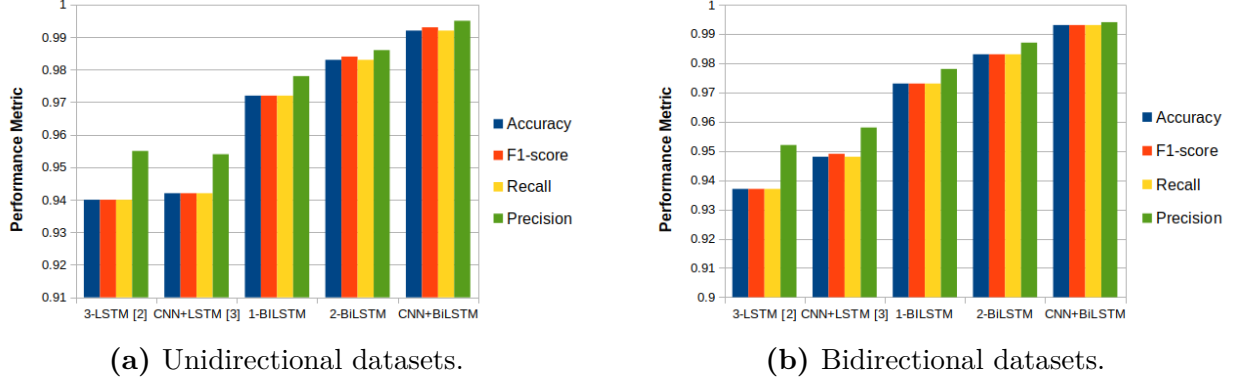 1
0.99
0.98
0.97
0.96
0.95
0.94
0.93
0.92
0.91
Performance Metric
3-LSTM [2] CNN+LSTM [3] 1-BILSTM 2-BiLSTM CNN+BiLSTM
Accuracy
F1-score
Recall
Precision
(a) Unidirectional datasets.
1
0.99
0.98
0.97
0.96
0.95
0.94
0.93
0.92
0.91
0.9
Performance Metric
3-LSTM [2] CNN+LSTM [3] 1-BILSTM 2-BiLSTM CNN+BiLSTM
Accuracy
F1-score
Recall
Precision
(b) Bidirectional datasets.